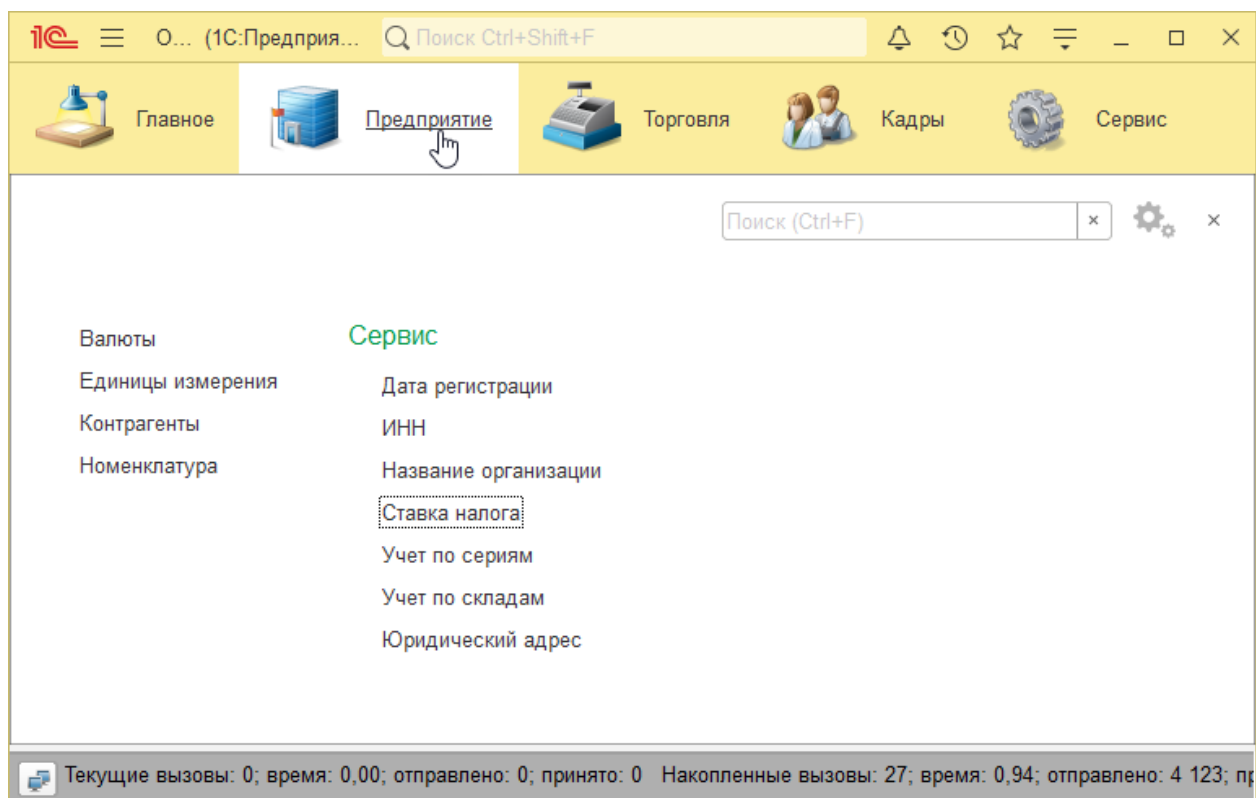 1С О... (1С:Предприя... Поиск Ctrl+Shift+F
Главное Предприятие Торговля Кадры Сервис
Поиск (Ctrl+F)
Валюты
Единицы измерения
Контрагенты
Номенклатура
Сервис
Дата регистрации
ИНН
Название организации
Ставка налога
Учет по сериям
Учет по складам
Юридический адрес
Текущие вызовы: 0; время: 0,00; отправлено: 0; принято: 0 Накопленные вызовы: 27; время: 0,94; отправлено: 4 123;